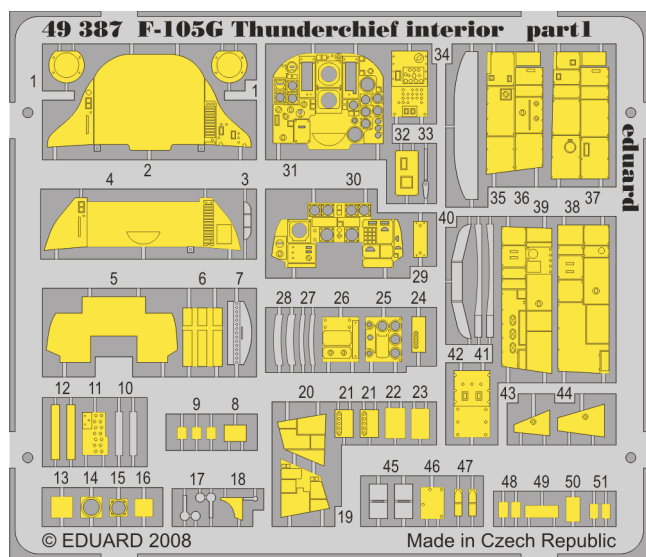 49 387 F-105G Thunderchief interior part1
1 1 34
2 31 32 33
35 36 37
eduard
4 3 30 40 39 38
29
5 6 7 28 27 26 25 24
42 41
12 11 10 9 8 20 21 21 22 23 43 44
13 14 15 16 17 18 19 45 46 47 48 49 50 51
© EDUARD 2008 Made in Czech Republic